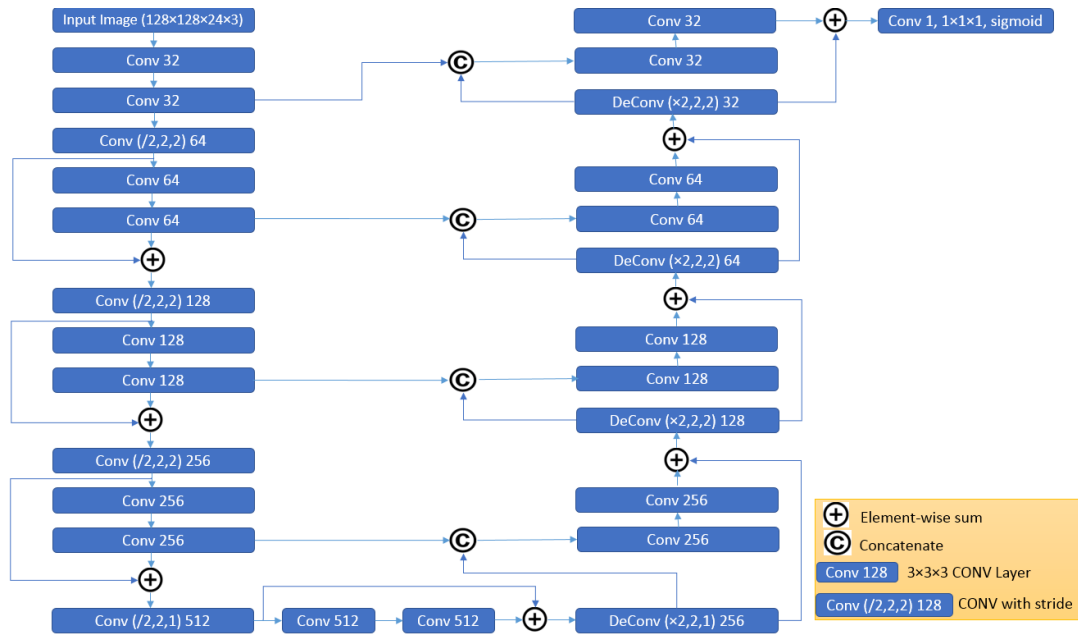 Input Image (128×128×24×3)
Conv 32
Conv 32
Conv (/2,2,2) 64
Conv 64
Conv 64
Conv (/2,2,2) 128
Conv 128
Conv 128
Conv (/2,2,2) 256
Conv 256
Conv 256
Conv (/2,2,1) 512
Conv 512
Conv 512
DeConv (×2,2,1) 256
C
Conv 256
Conv 256
DeConv (×2,2,2) 128
C
Conv 128
Conv 128
DeConv (×2,2,2) 64
C
Conv 64
Conv 64
DeConv (×2,2,2) 32
C
Conv 32
Conv 32
Conv 1, 1×1×1, sigmoid
Element-wise sum
C Concatenate
Conv 128 3×3×3 CONV Layer
Conv (/2,2,2) 128 CONV with stride